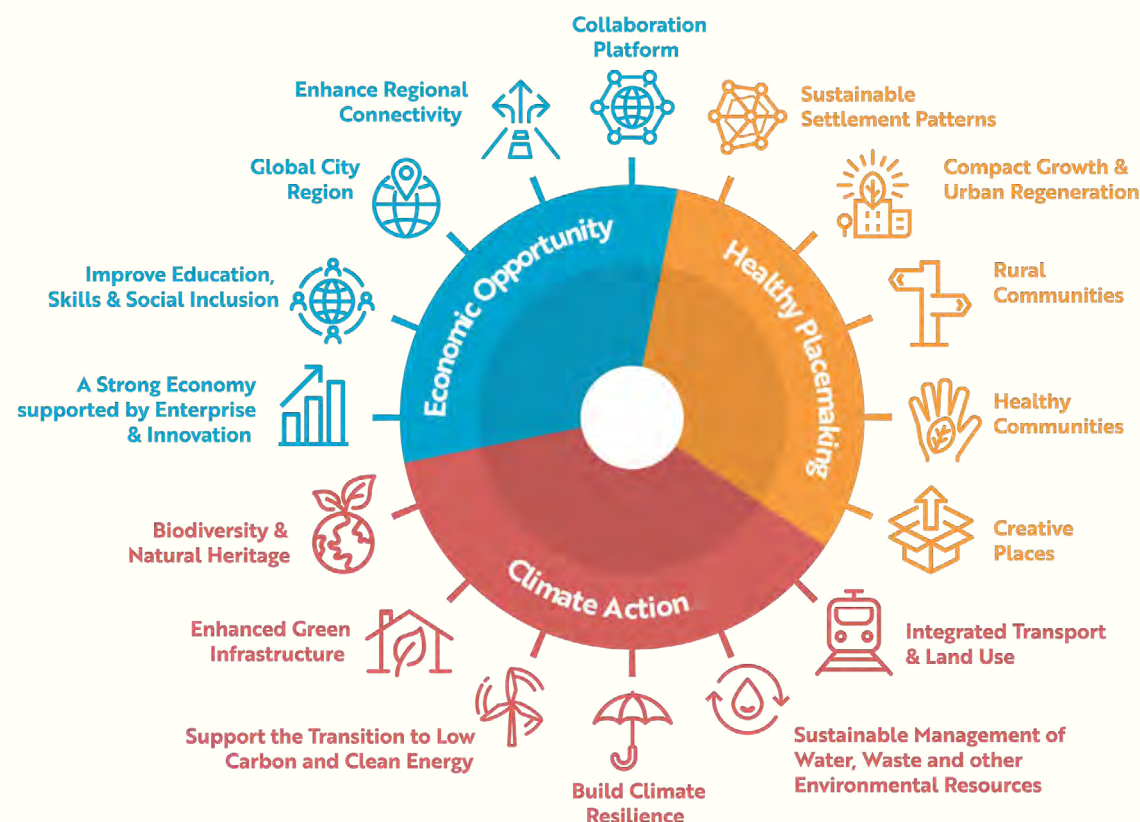 Collaboration
Platform
Sustainable
Settlement Patterns
Compact Growth &
Urban Regeneration
Rural
Communities
Healthy
Communities
Creative
Places
Integrated Transport
& Land Use
Sustainable Management of
Water, Waste and other
Environmental Resources
Build Climate
Resilience
Support the Transition to Low
Carbon and Clean Energy
Enhanced Green
Infrastructure
Biodiversity &
Natural Heritage
A Strong Economy
supported by Enterprise
& Innovation
Improve Education,
Skills & Social Inclusion
Global City
Region
Enhance Regional
Connectivity
Economic Opportunity
Healthy Placemaking
Climate Action